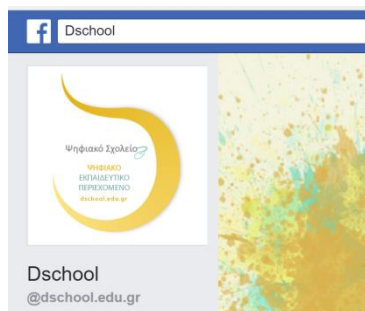 Dschool
Ψηφιακό Σχολείο
ΨΗΦΙΑΚΟ
ΕΚΠΑΙΔΕΥΤΙΚΟ
ΠΕΡΙΕΧΟΜΕΝΟ
dschool.edu.gr
Dschool
@dschool.edu.gr